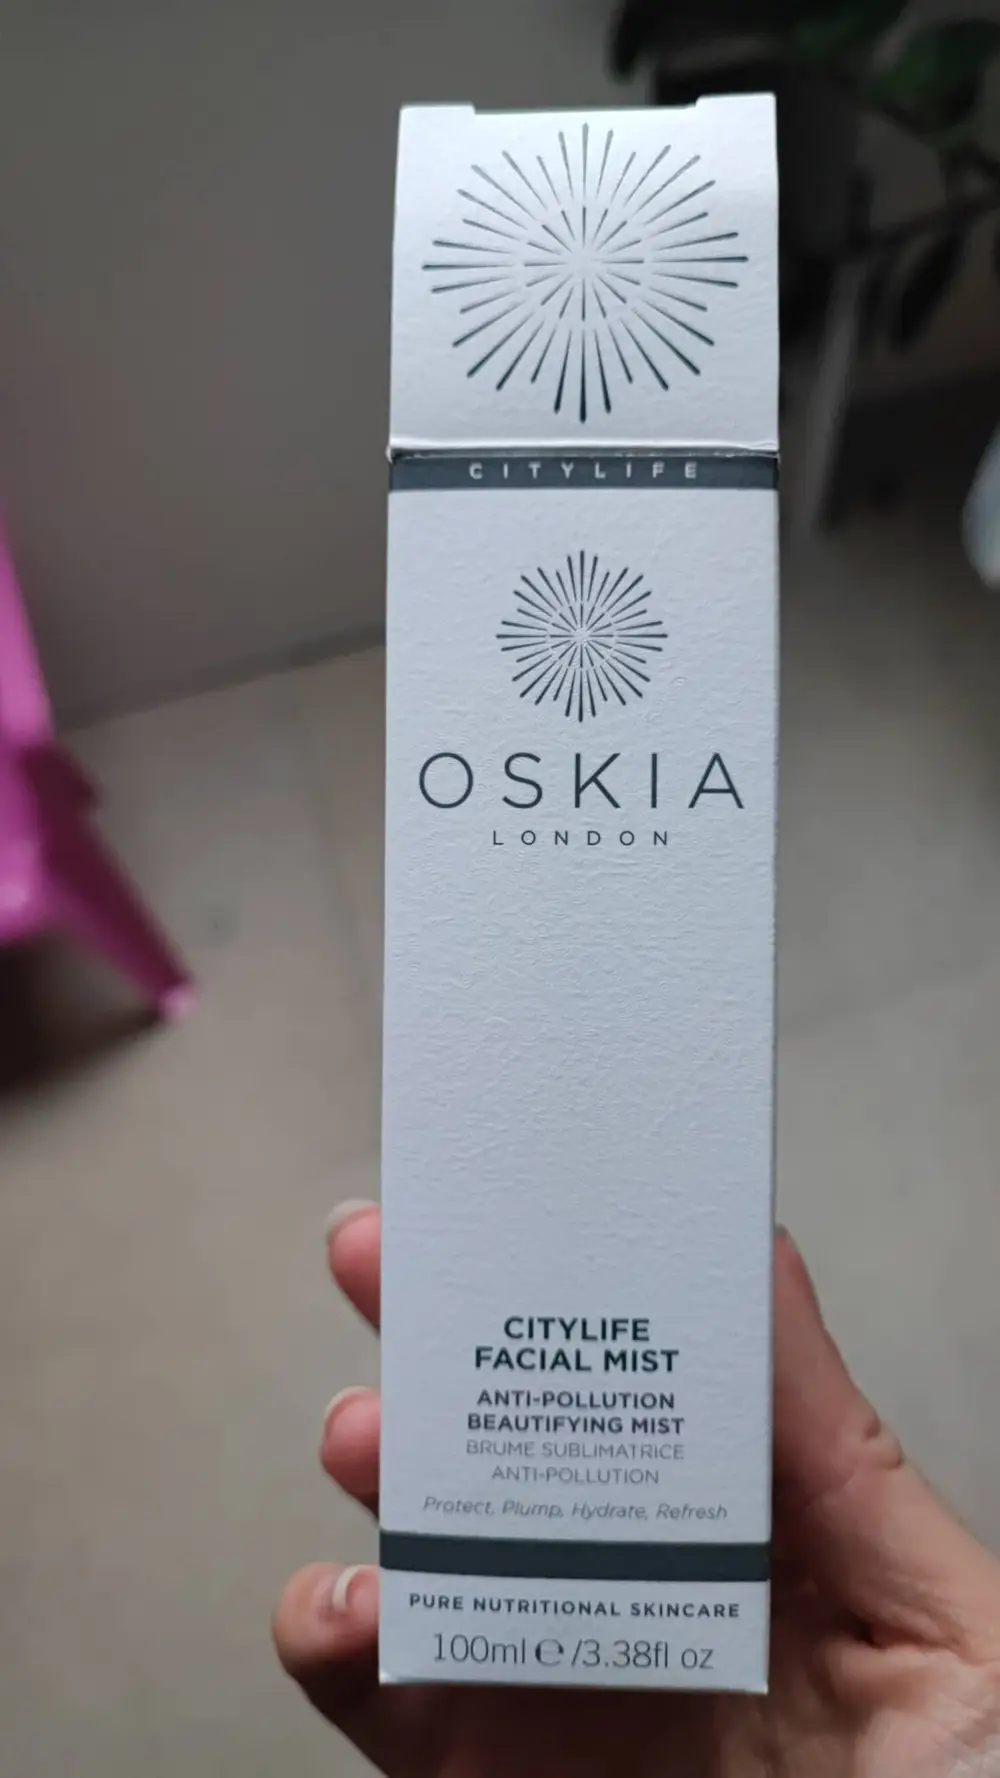 CITYLIFE
OSKIA
LONDON
CITYLIFE
FACIAL MIST
ANTI-POLLUTION
BEAUTIFYING MIST
BRUME SUBLIMATRICE
ANTI-POLLUTION
Protect, Plump, Hydrate, Refresh
PURE NUTRITIONAL SKINCARE
100ml ℮ /3.38fl oz